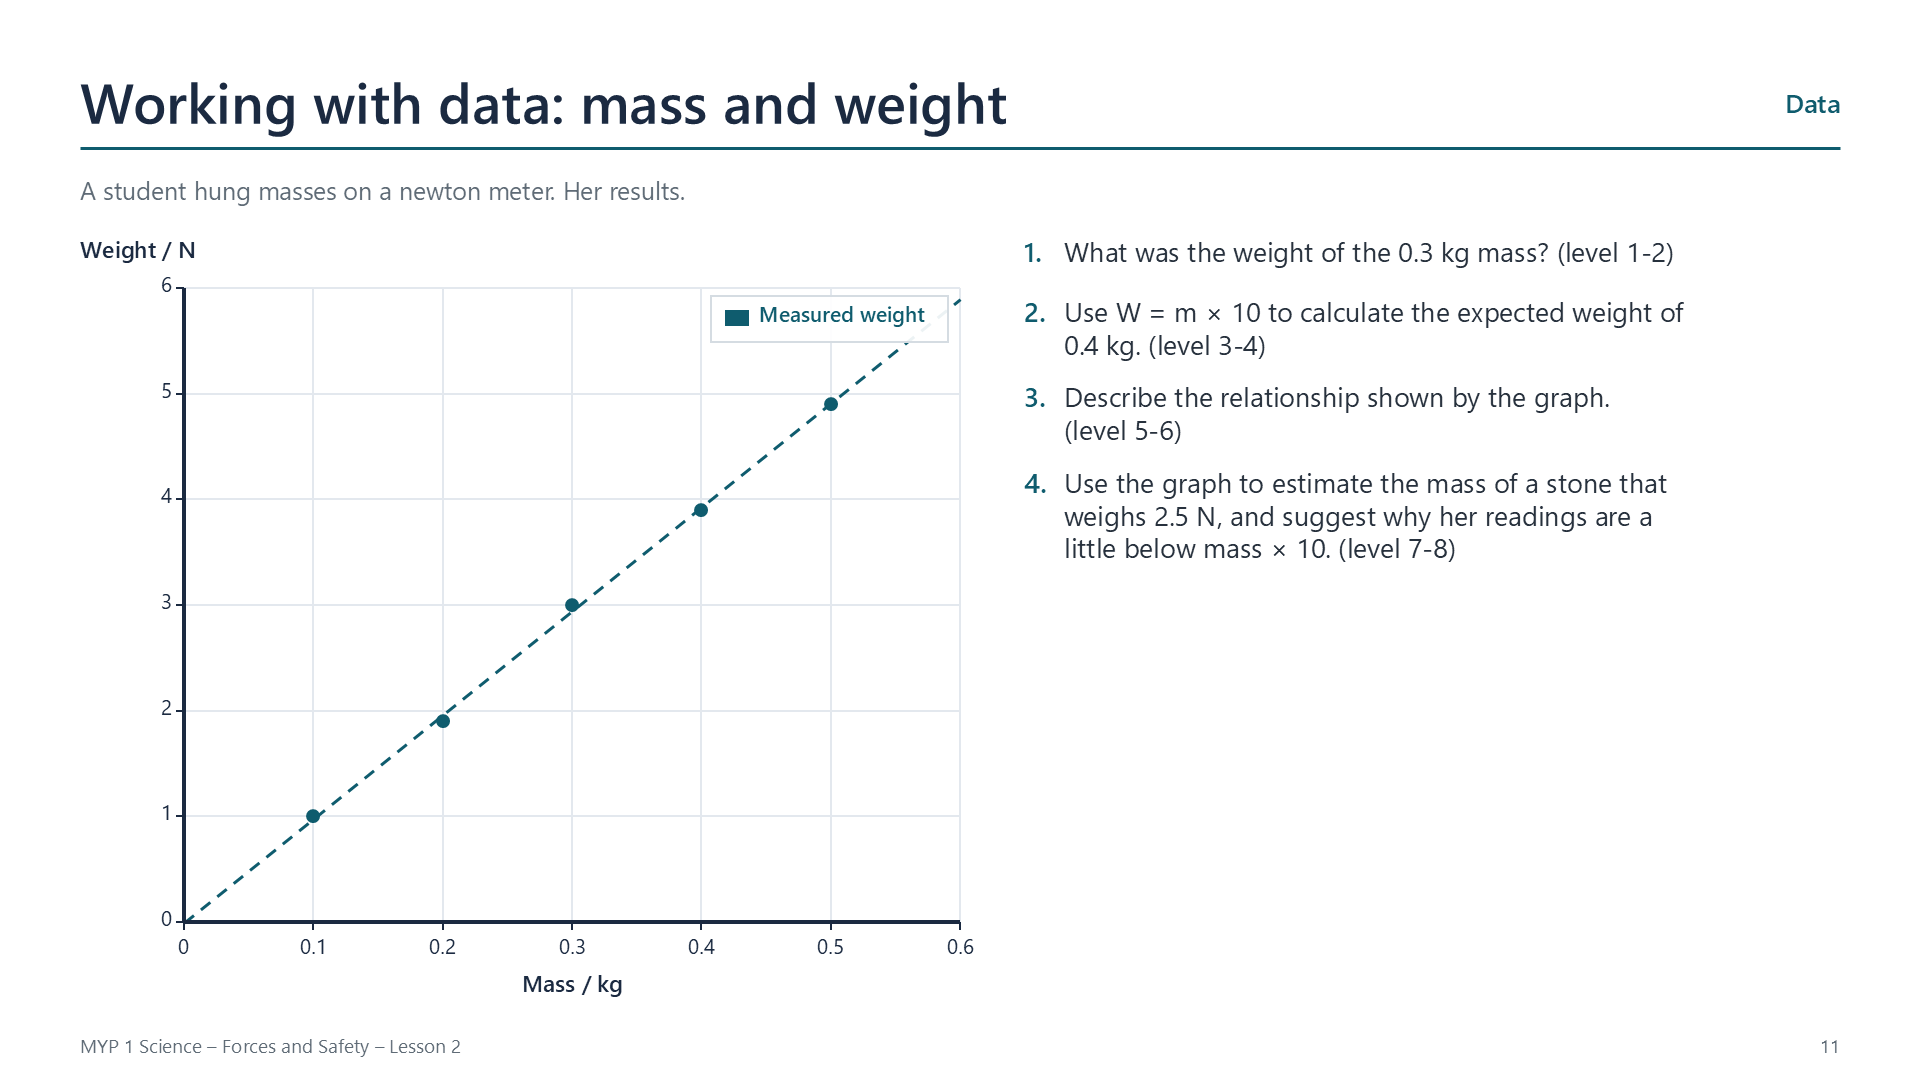 Working with data: mass and weight
Data
A student hung masses on a newton meter. Her results.
Weight / N
6
5
4
3
2
1
0
Measured weight
0 0.1 0.2 0.3 0.4 0.5 0.6
Mass / kg
1. What was the weight of the 0.3 kg mass? (level 1-2)
2. Use W = m × 10 to calculate the expected weight of
0.4 kg. (level 3-4)
3. Describe the relationship shown by the graph.
(level 5-6)
4. Use the graph to estimate the mass of a stone that
weighs 2.5 N, and suggest why her readings are a
little below mass × 10. (level 7-8)
MYP 1 Science – Forces and Safety – Lesson 2
11